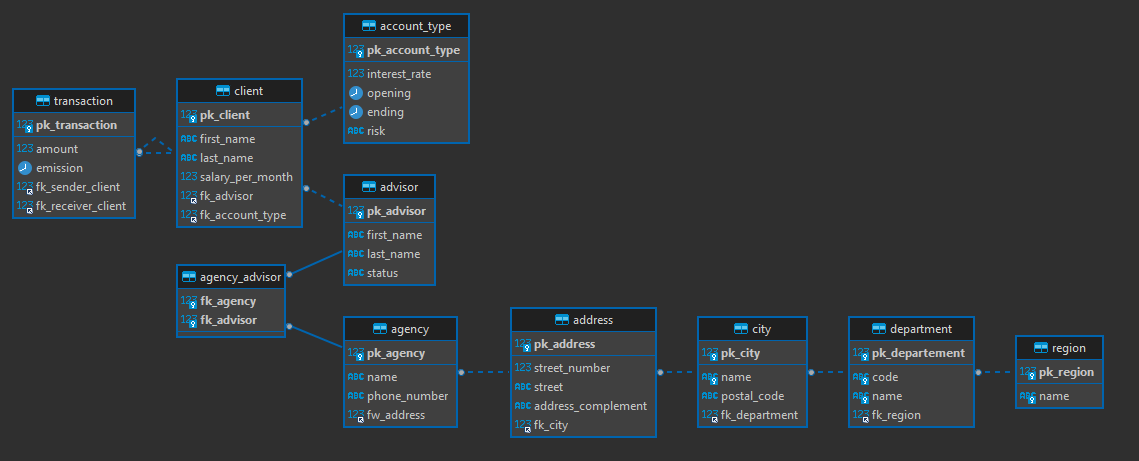 account_type
123 pk_account_type
123 interest_rate
opening
ending
ABC risk
transaction
123 pk_transaction
123 amount
emission
123 fk_sender_client
123 fk_receiver_client
client
123 pk_client
ABC first_name
ABC last_name
123 salary_per_month
123 fk_advisor
123 fk_account_type
advisor
123 pk_advisor
ABC first_name
ABC last_name
ABC status
agency_advisor
123 fk_agency
123 fk_advisor
agency
123 pk_agency
ABC name
ABC phone_number
123 fw_address
address
123 pk_address
123 street_number
ABC street
ABC address_complement
123 fk_city
city
123 pk_city
ABC name
ABC postal_code
123 fk_department
department
123 pk_departement
ABC code
ABC name
123 fk_region
region
123 pk_region
ABC name